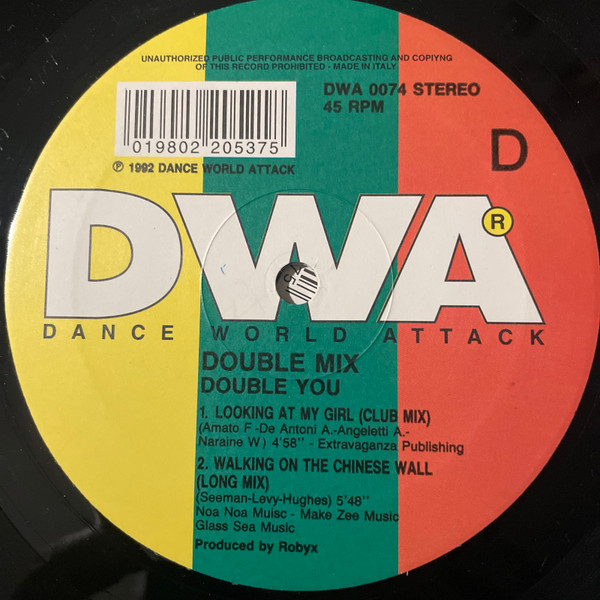 UNAUTHORIZED PUBLIC PERFORMANCE BROADCASTING AND COPIYNG
OF THIS RECORD PROHIBITED - MADE IN ITALY
DWA 0074 STEREO
45 RPM
019802 205375
℗ 1992 DANCE WORLD ATTACK
D
DWA®
DANCE WORLD ATTACK
DOUBLE MIX
DOUBLE YOU
1. LOOKING AT MY GIRL (CLUB MIX)
(Amato F -De Antoni A.-Angeletti A.-
Naraine W) 4'58'' - Extravaganza Publishing
2. WALKING ON THE CHINESE WALL
(LONG MIX)
(Seeman-Levy-Hughes) 5'48''
Noa Noa Muisc - Make Zee Music
Glass Sea Music
Produced by Robyx